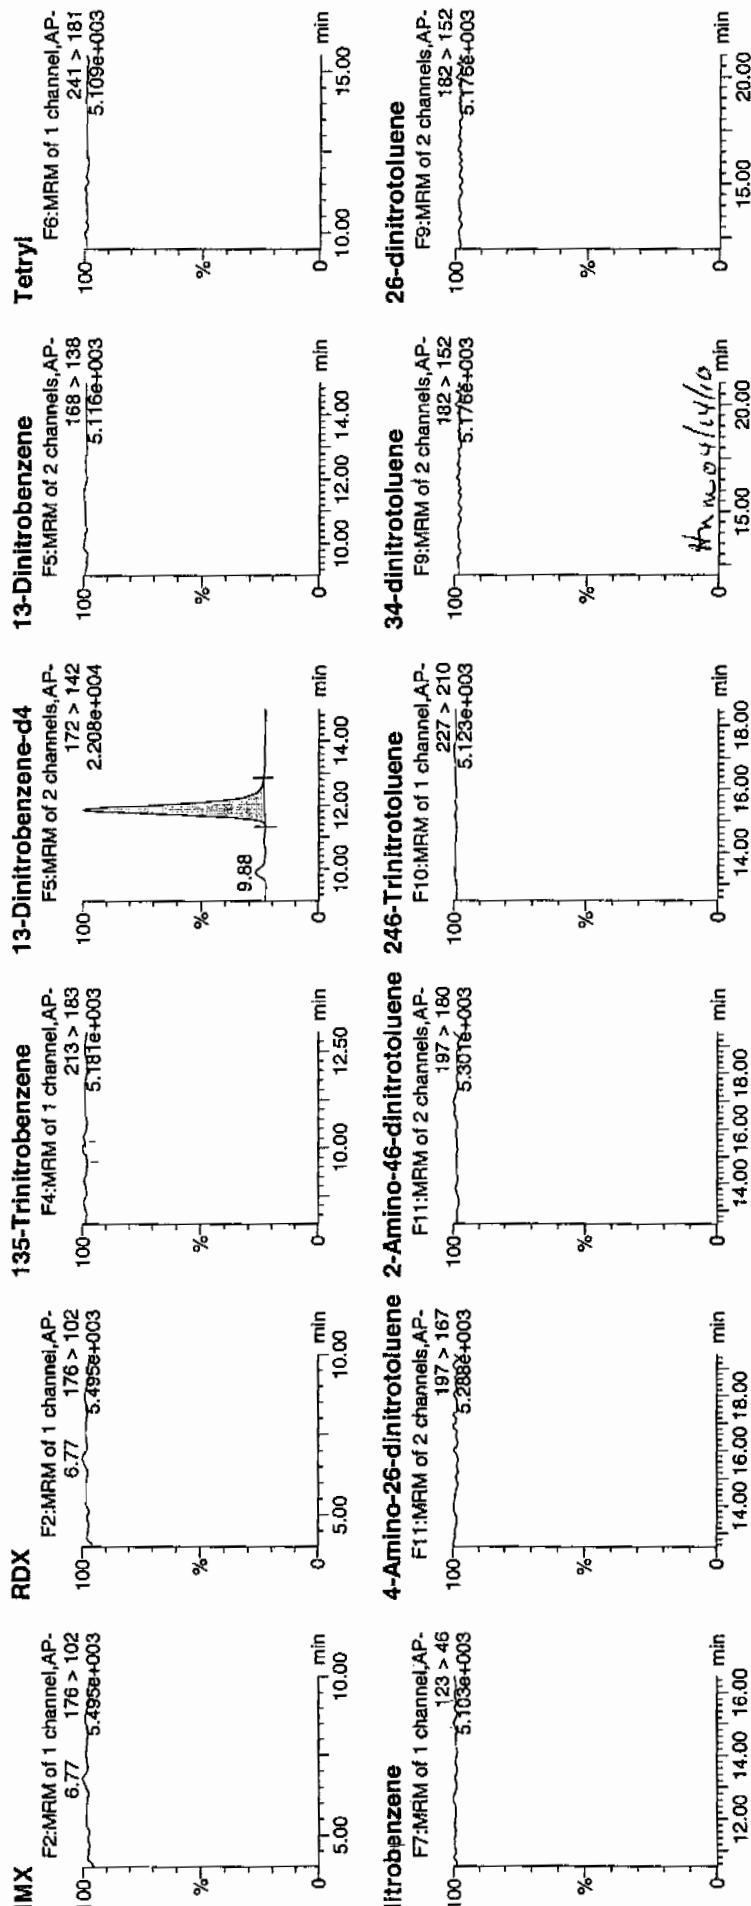 IMX
F2:MRM of 1 channel,AP-
176 > 102
5.495e+003
6.77
100
%
0
5.00
10.00
min
RDX
F2:MRM of 1 channel,AP-
176 > 102
5.495e+003
6.77
100
%
0
5.00
10.00
min
135-Trinitrobenzene
F4:MRM of 1 channel,AP-
213 > 183
5.181e+003
100
%
0
10.00
12.50
min
13-Dinitrobenzene-d4
F5:MRM of 2 channels,AP-
172 > 142
2.208e+004
9.88
100
%
0
10.00
12.00
14.00
min
13-Dinitrobenzene
F5:MRM of 2 channels,AP-
168 > 138
5.116e+003
100
%
0
10.00
12.00
14.00
min
Tetryl
F6:MRM of 1 channel,AP-
241 > 181
5.109e+003
100
%
0
10.00
15.00
min
litrobenzene
F7:MRM of 1 channel,AP-
123 > 46
5.103e+003
100
%
0
12.00
14.00
16.00
min
4-Amino-26-dinitrotoluene
F11:MRM of 2 channels,AP-
197 > 167
5.288e+003
100
%
0
14.00
16.00
18.00
min
2-Amino-46-dinitrotoluene
F11:MRM of 2 channels,AP-
197 > 180
5.301e+003
100
%
0
14.00
16.00
18.00
min
246-Trinitrotoluene
F10:MRM of 1 channel,AP-
227 > 210
5.123e+003
100
%
0
14.00
16.00
18.00
min
34-dinitrotoluene
F9:MRM of 2 channels,AP-
182 > 152
5.176e+003
100
%
0
15.00
20.00
min
04/14/10
26-dinitrotoluene
F9:MRM of 2 channels,AP-
182 > 152
5.176e+003
100
%
0
15.00
20.00
min